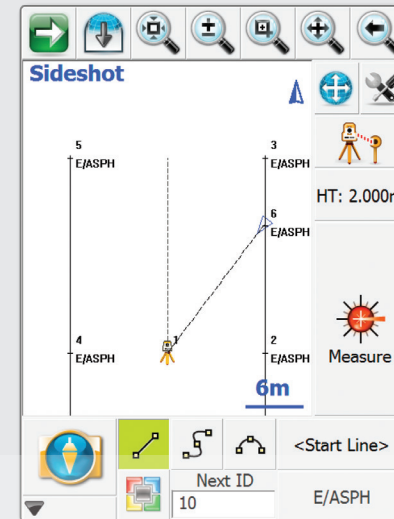 Sideshot
5
E/ASPH
3
E/ASPH
6
E/ASPH
HT: 2.000m
4
E/ASPH
1
2
E/ASPH
Measure
6m
<Start Line>
Next ID
10
E/ASPH